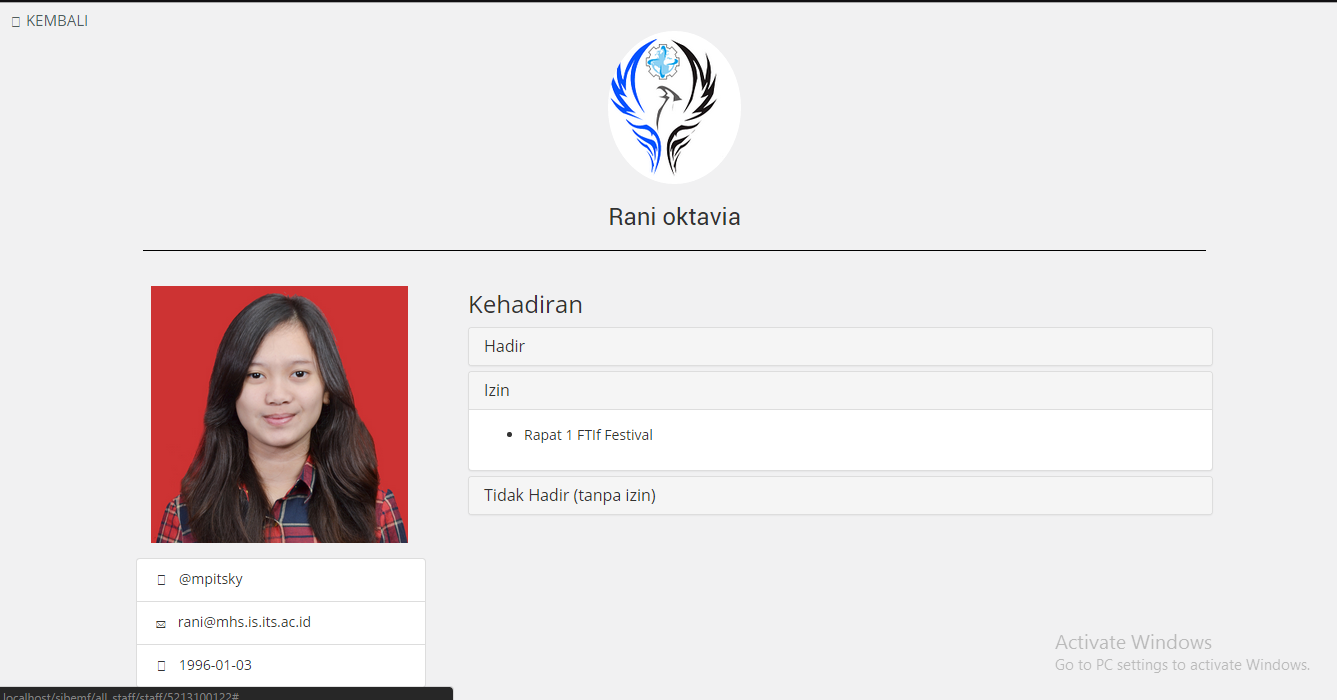 KEMBALI
Rani oktavia
Kehadiran
Hadir
Izin
Rapat 1 FTIf Festival
Tidak Hadir (tanpa izin)
@mpitsky
rani@mhs.is.its.ac.id
1996-01-03
Activate Windows
Go to PC settings to activate Windows.
localhost/sibemf/all_staff/staff/5213100122#